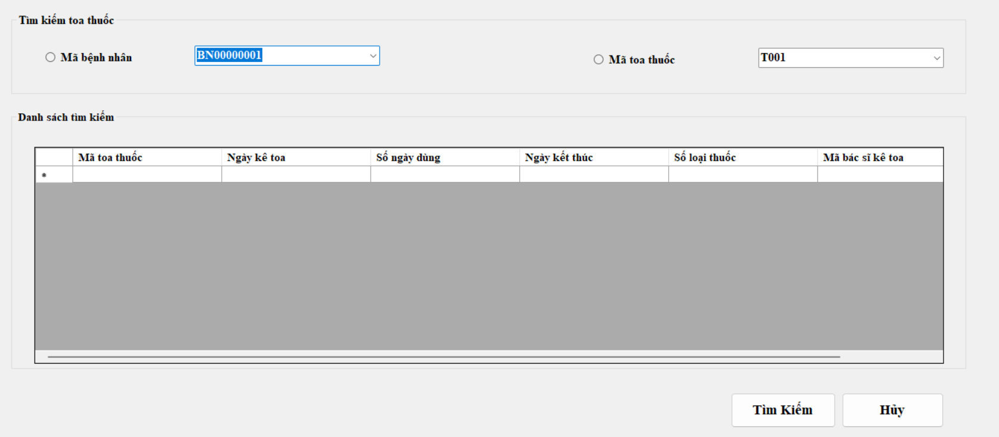 Tìm kiếm toa thuốc
Mã bệnh nhân BN00000001 Mã toa thuốc T001
Danh sách tìm kiếm
Mã toa thuốc Ngày kê toa Số ngày dùng Ngày kết thúc Số loại thuốc Mã bác sĩ kê toa
Tìm Kiếm Hủy